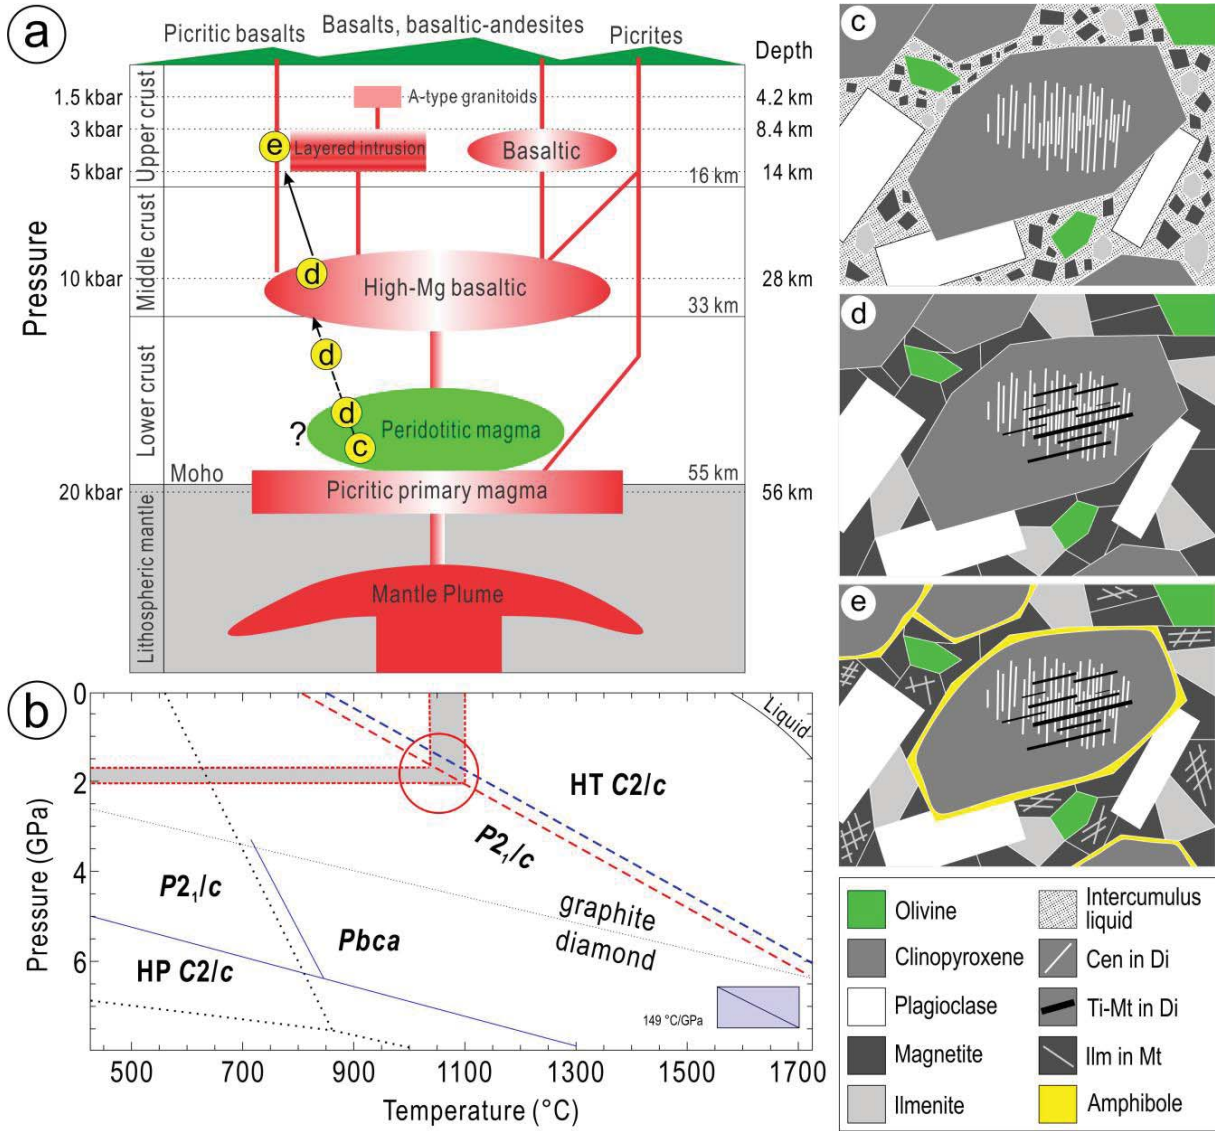 a
Picritic basalts
Basalts, basaltic-andesites
Picrites
Depth
Pressure
Upper crust
Middle crust
Lower crust
Lithospheric mantle
1.5 kbar
3 kbar
5 kbar
10 kbar
20 kbar
A-type granitoids
e
Layered intrusion
Basaltic
4.2 km
8.4 km
14 km
16 km
d
High-Mg basaltic
28 km
33 km
d
d
?
c
Peridotitic magma
Moho
55 km
Picritic primary magma
56 km
Mantle Plume
b
Pressure (GPa)
0
2
4
6
Liquid
HT C2/c
P2₁/c
P2₁/c
graphite
diamond
Pbca
HP C2/c
149 °C/GPa
500
700
900
1100
1300
1500
1700
Temperature (°C)
c
d
e
Olivine
Clinopyroxene
Plagioclase
Magnetite
Ilmenite
Intercumulus
liquid
Cen in Di
Ti-Mt in Di
Ilm in Mt
Amphibole